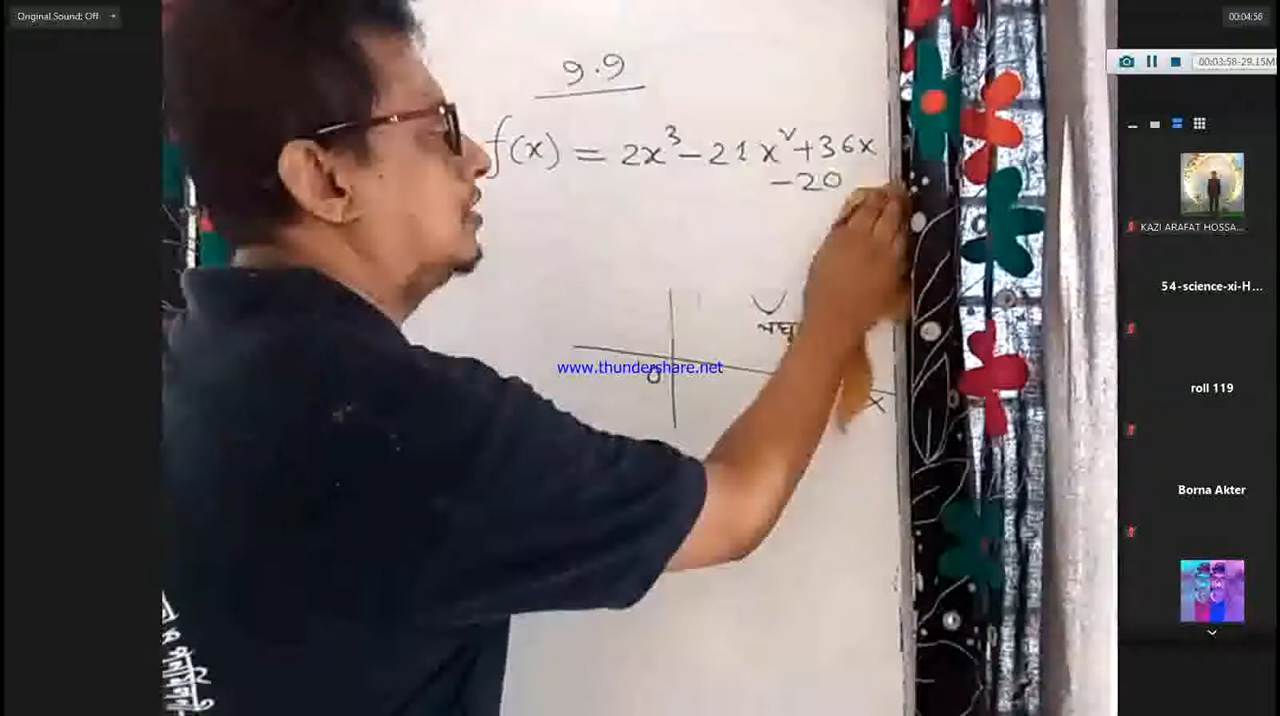 Original Sound: Off
00:04:56
9.9
00:03:58-29.15M
f(x) = 2x³ - 21x² + 36x
- 20
KAZI ARAFAT HOSSA...
54-science-xi-H...
www.thundershare.net
0
x
roll 119
Borna Akter